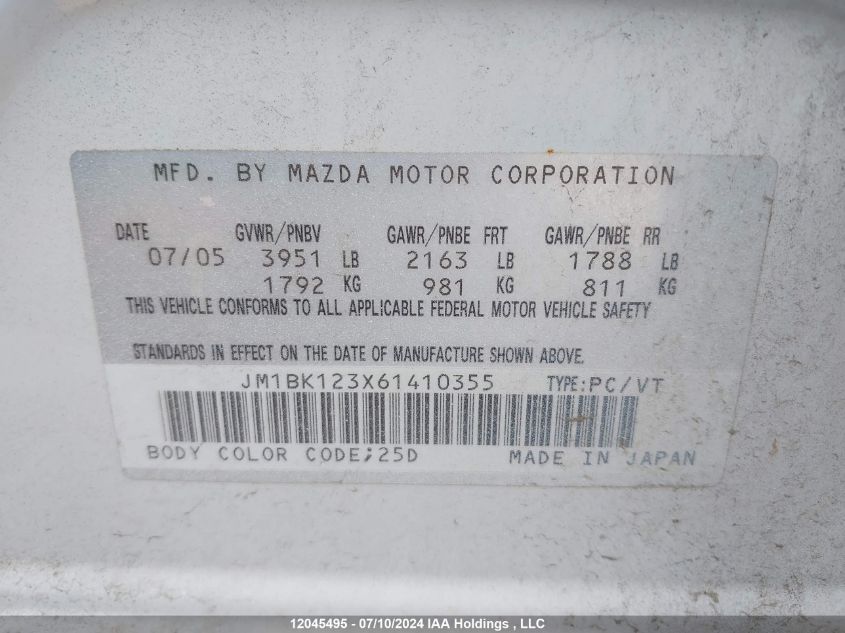 MFD. BY MAZDA MOTOR CORPORATION
DATE GVWR/PNBV GAWR/PNBE FRT GAWR/PNBE RR
07/05 3951 LB 2163 LB 1788 LB
1792 KG 981 KG 811 KG
THIS VEHICLE CONFORMS TO ALL APPLICABLE FEDERAL MOTOR VEHICLE SAFETY
STANDARDS IN EFFECT ON THE DATE OF MANUFACTURE SHOWN ABOVE.
JM1BK123X61410355 TYPE:PC/VT
BODY COLOR CODE;25D MADE IN JAPAN
12045495 - 07/10/2024 IAA Holdings , LLC